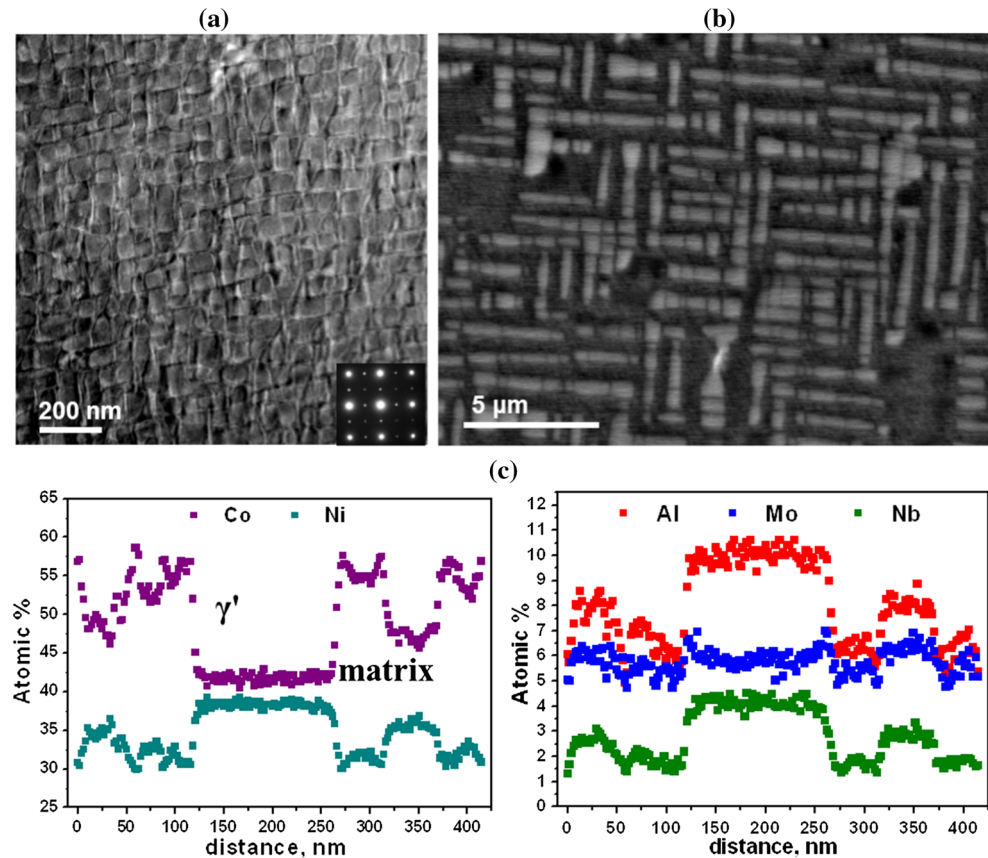 (a)
(b)
200 nm
5 µm
(c)
Co Ni
Atomic %
65
60
55
50
45
40
35
30
25
γ'
matrix
0 50 100 150 200 250 300 350 400
distance, nm
Al Mo Nb
Atomic %
12
11
10
9
8
7
6
5
4
3
2
1
0
0 50 100 150 200 250 300 350 400
distance, nm